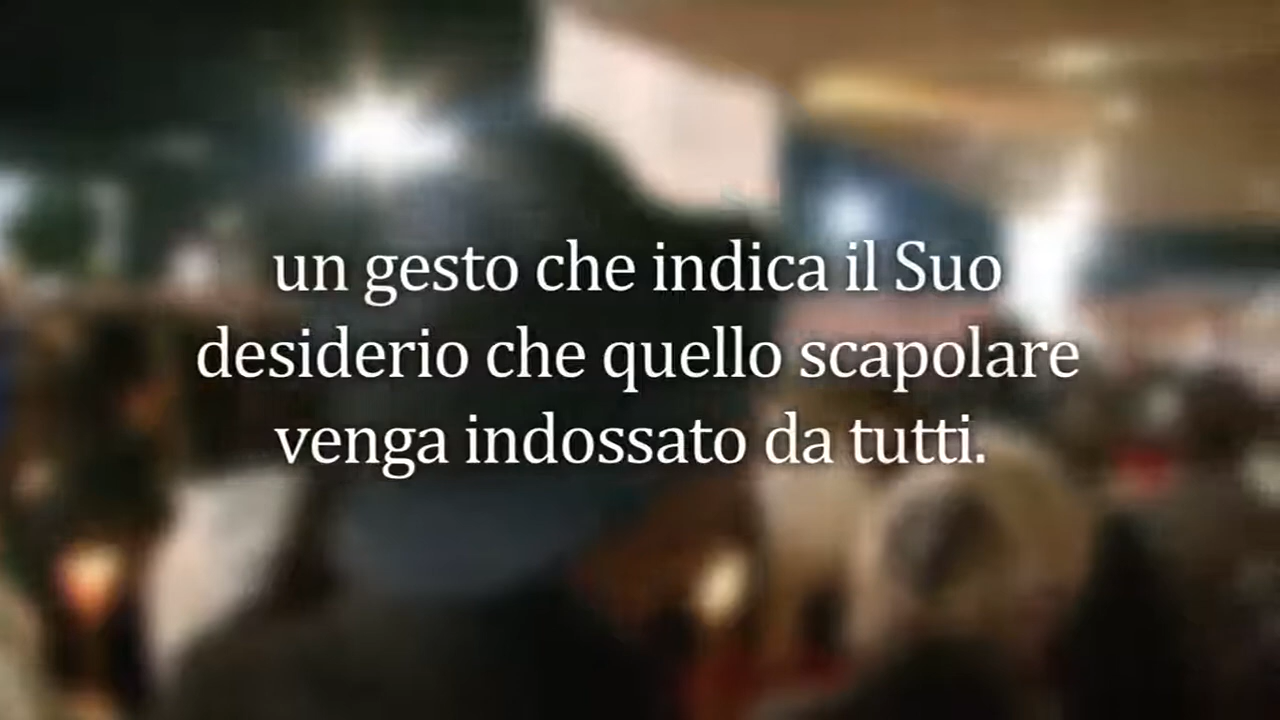 un gesto che indica il Suo
desiderio che quello scapolare
venga indossato da tutti.